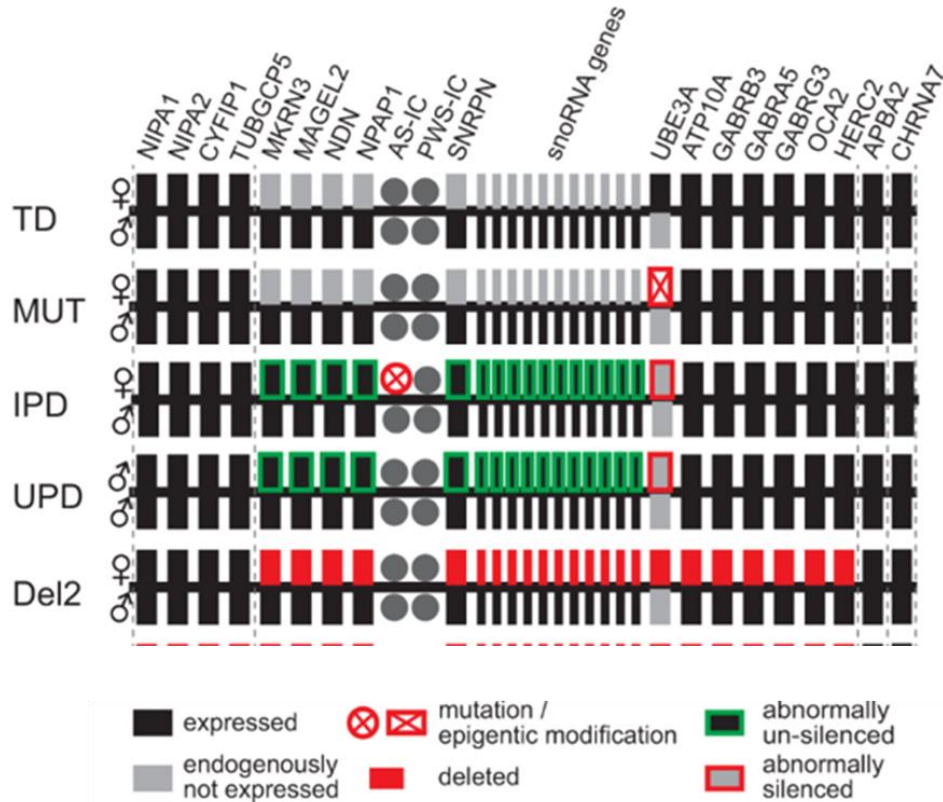 NIPA1
NIPA2
CYFIP1
TUBGCP5
MKRN3
MAGEL2
NDN
NPAP1
AS-IC
PWS-IC
SNRPN
snoRNA genes
UBE3A
ATP10A
GABRB3
GABRA5
GABRG3
OCA2
HERC2
APBA2
CHRNA7
TD ♀ ♂
MUT ♀ ♂
IPD ♀ ♂
UPD ♂ ♂
Del2 ♀ ♂
expressed
mutation /
epigentic modification
abnormally
un-silenced
endogenously
not expressed
deleted
abnormally
silenced